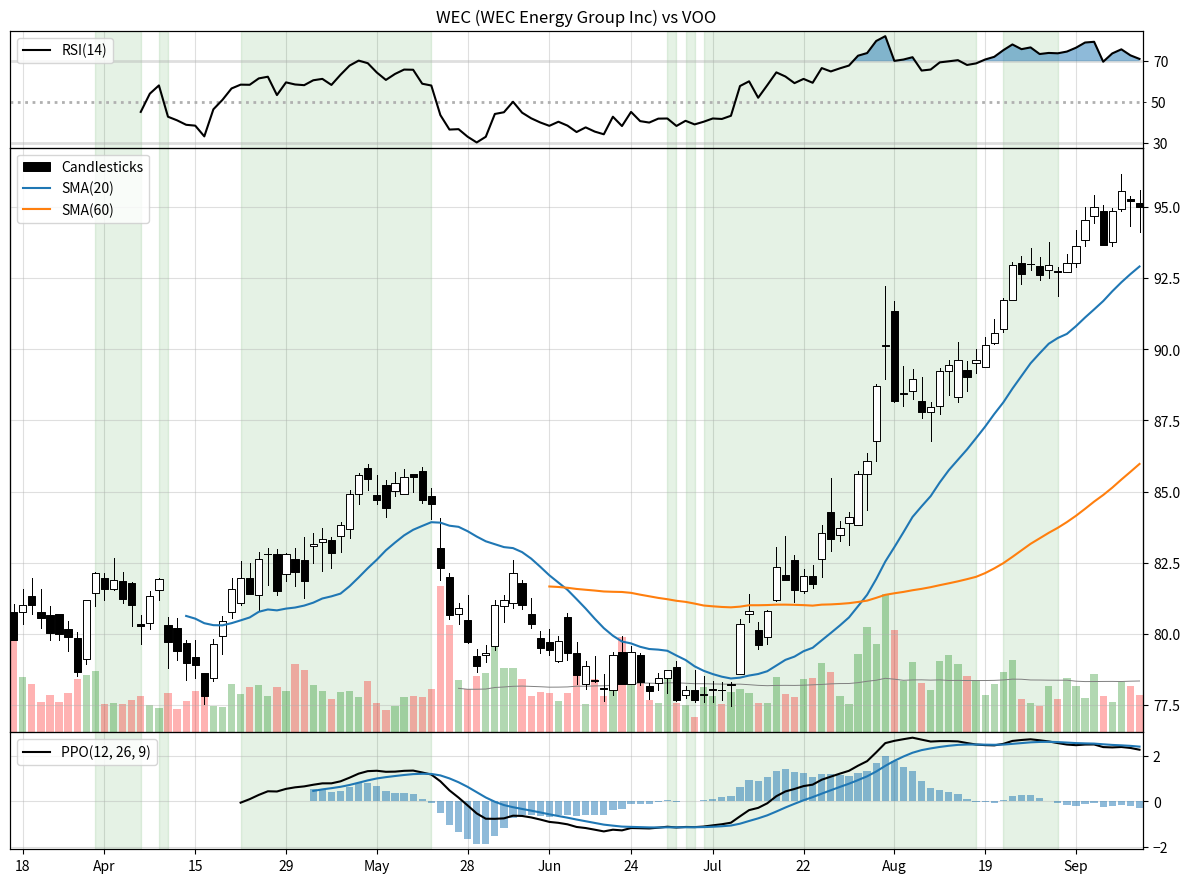 WEC (WEC Energy Group Inc) vs VOO
RSI(14)
70
50
30
Candlesticks
SMA(20)
SMA(60)
95.0
92.5
90.0
87.5
85.0
82.5
80.0
77.5
PPO(12, 26, 9)
2
0
−2
18 Apr 15 29 May 28 Jun 24 Jul 22 Aug 19 Sep